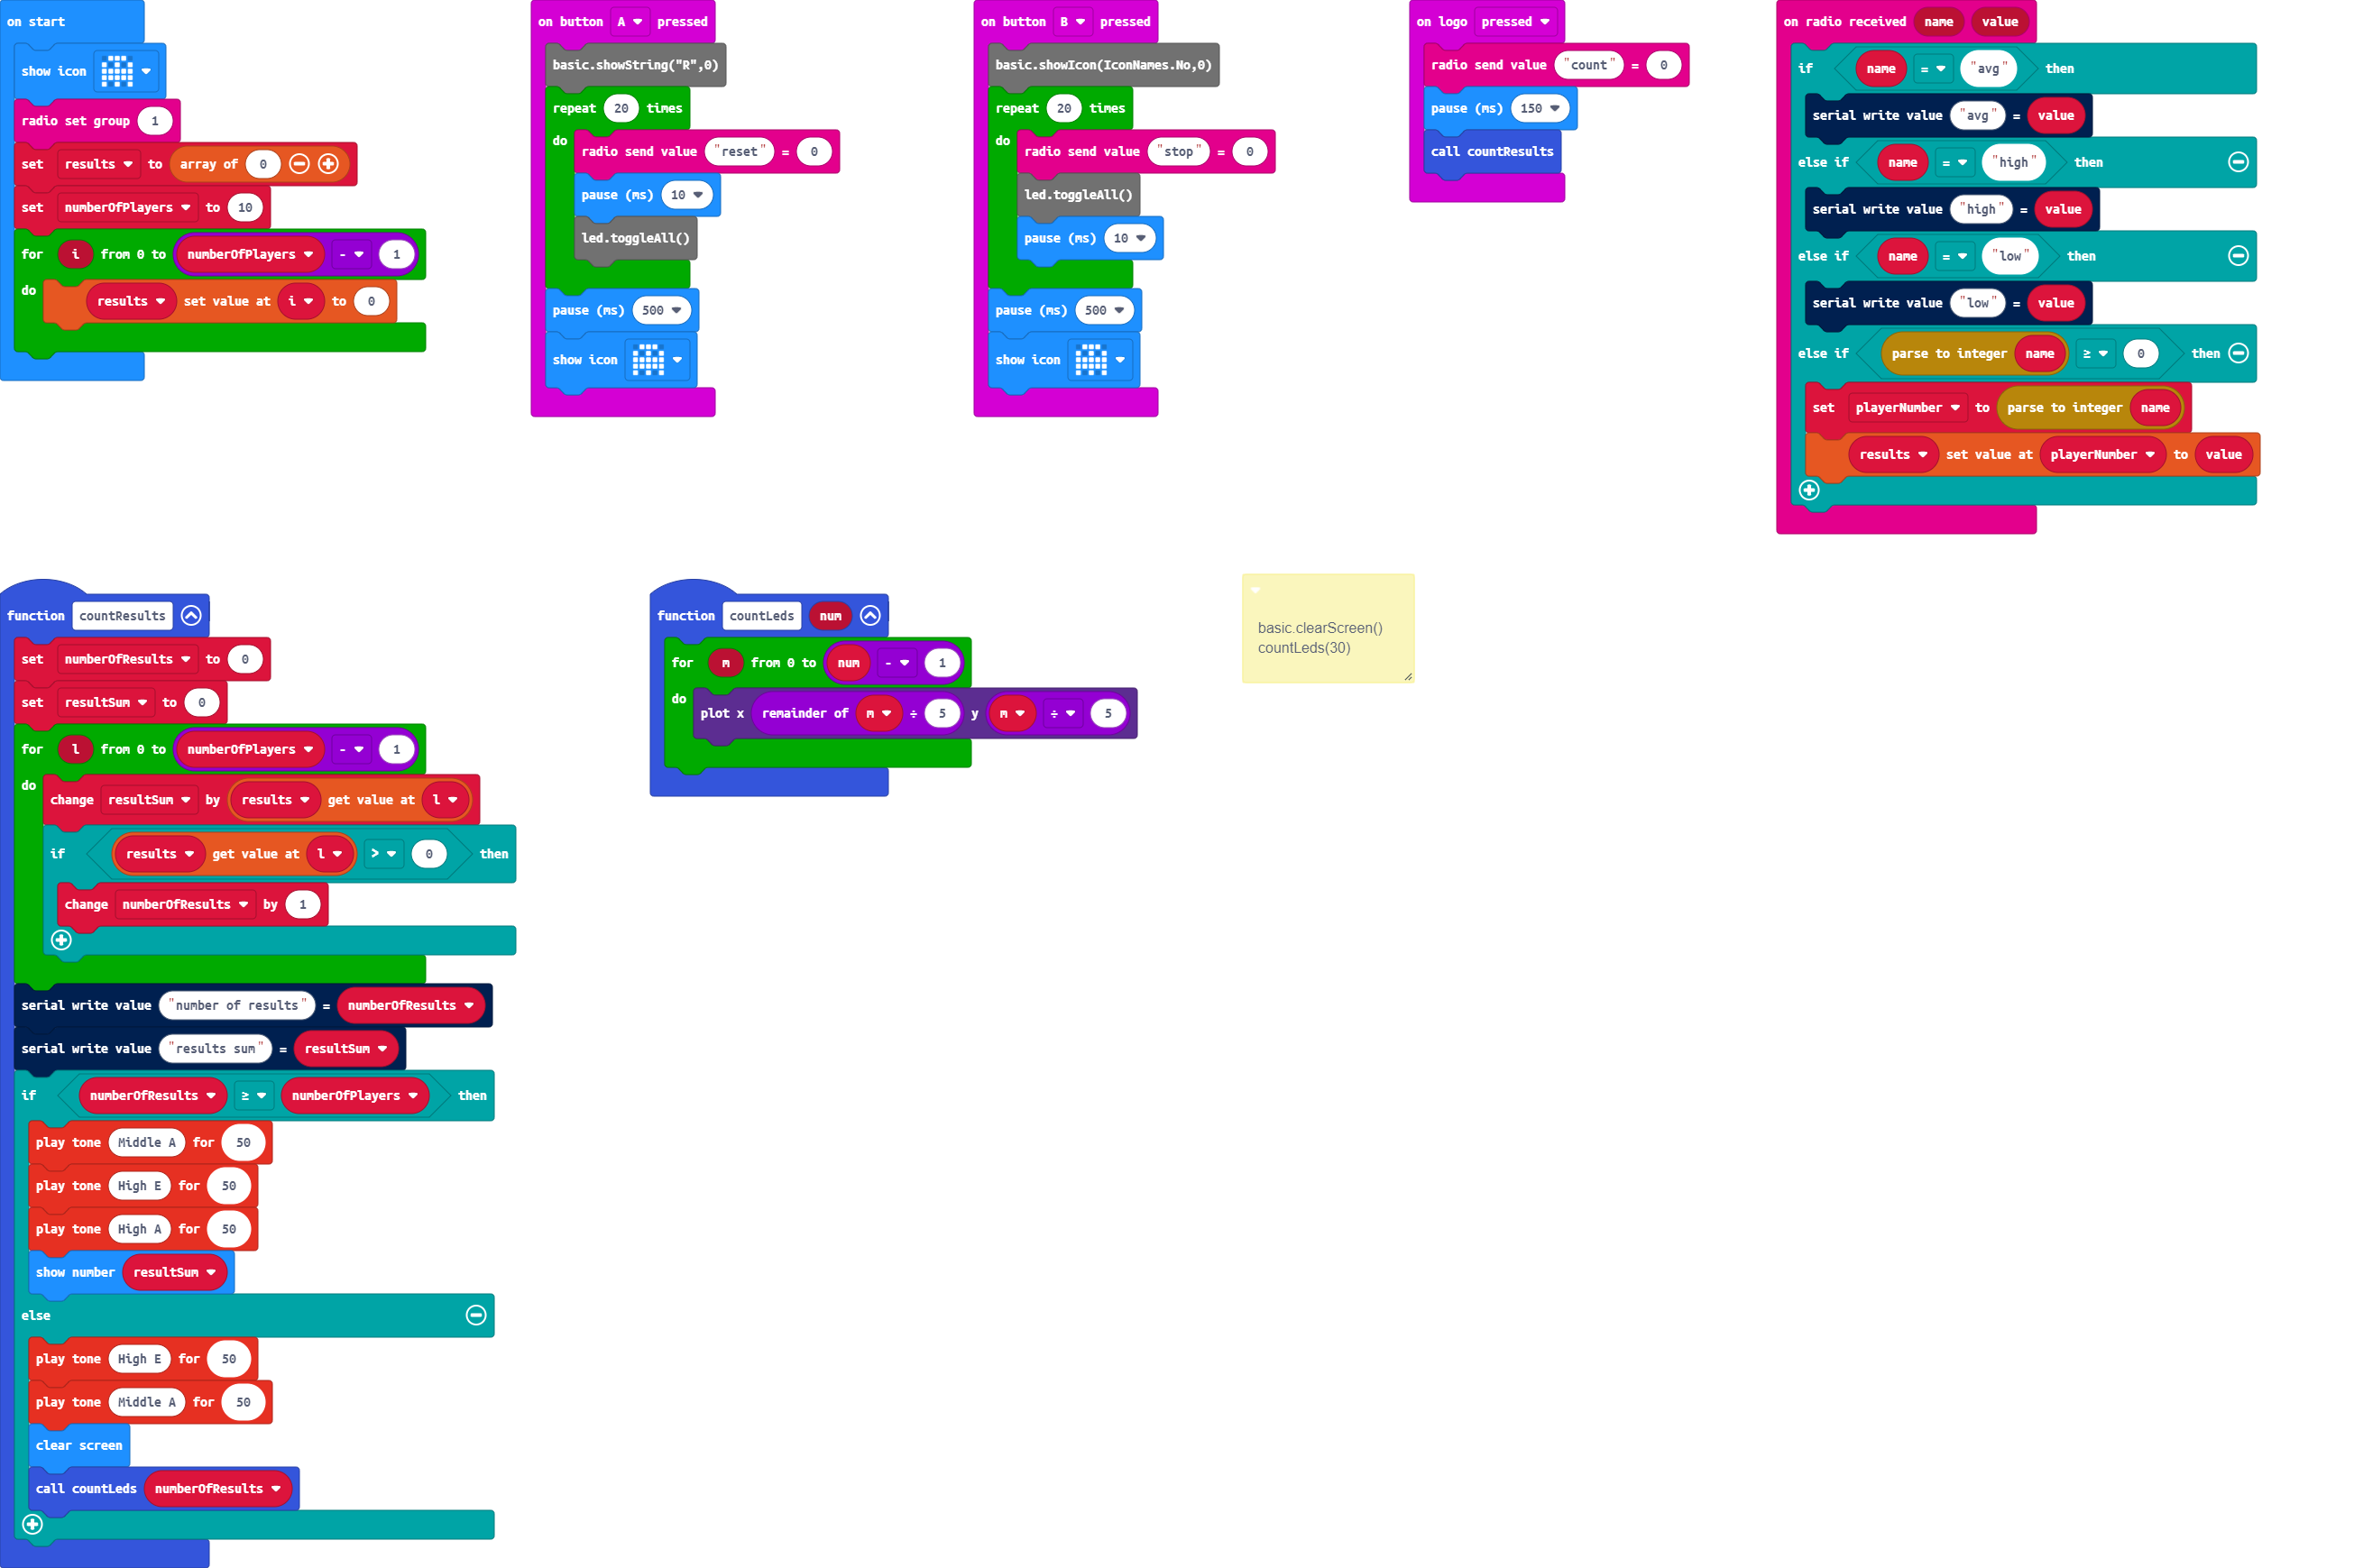 on start
show icon
radio set group 1
set results to array of 0
set numberOfPlayers to 10
for i from 0 to numberOfPlayers - 1
do
results set value at i to 0
on button A pressed
basic.showString("R",0)
repeat 20 times
do
radio send value "reset" = 0
pause (ms) 10
led.toggleAll()
pause (ms) 500
show icon
on button B pressed
basic.showIcon(IconNames.No,0)
repeat 20 times
do
radio send value "stop" = 0
led.toggleAll()
pause (ms) 10
pause (ms) 500
show icon
on logo pressed
radio send value "count" = 0
pause (ms) 150
call countResults
on radio received name value
if name = "avg" then
serial write value "avg" = value
else if name = "high" then
serial write value "high" = value
else if name = "low" then
serial write value "low" = value
else if parse to integer name ≥ 0 then
set playerNumber to parse to integer name
results set value at playerNumber to value
function countResults
set numberOfResults to 0
set resultSum to 0
for l from 0 to numberOfPlayers - 1
do
change resultSum by results get value at l
if results get value at l > 0 then
change numberOfResults by 1
serial write value "number of results" = numberOfResults
serial write value "results sum" = resultSum
if numberOfResults ≥ numberOfPlayers then
play tone Middle A for 50
play tone High E for 50
play tone High A for 50
show number resultSum
else
play tone High E for 50
play tone Middle A for 50
clear screen
call countLeds numberOfResults
function countLeds num
for m from 0 to num - 1
do
plot x remainder of m ÷ 5 y m ÷ 5
basic.clearScreen()
countLeds(30)